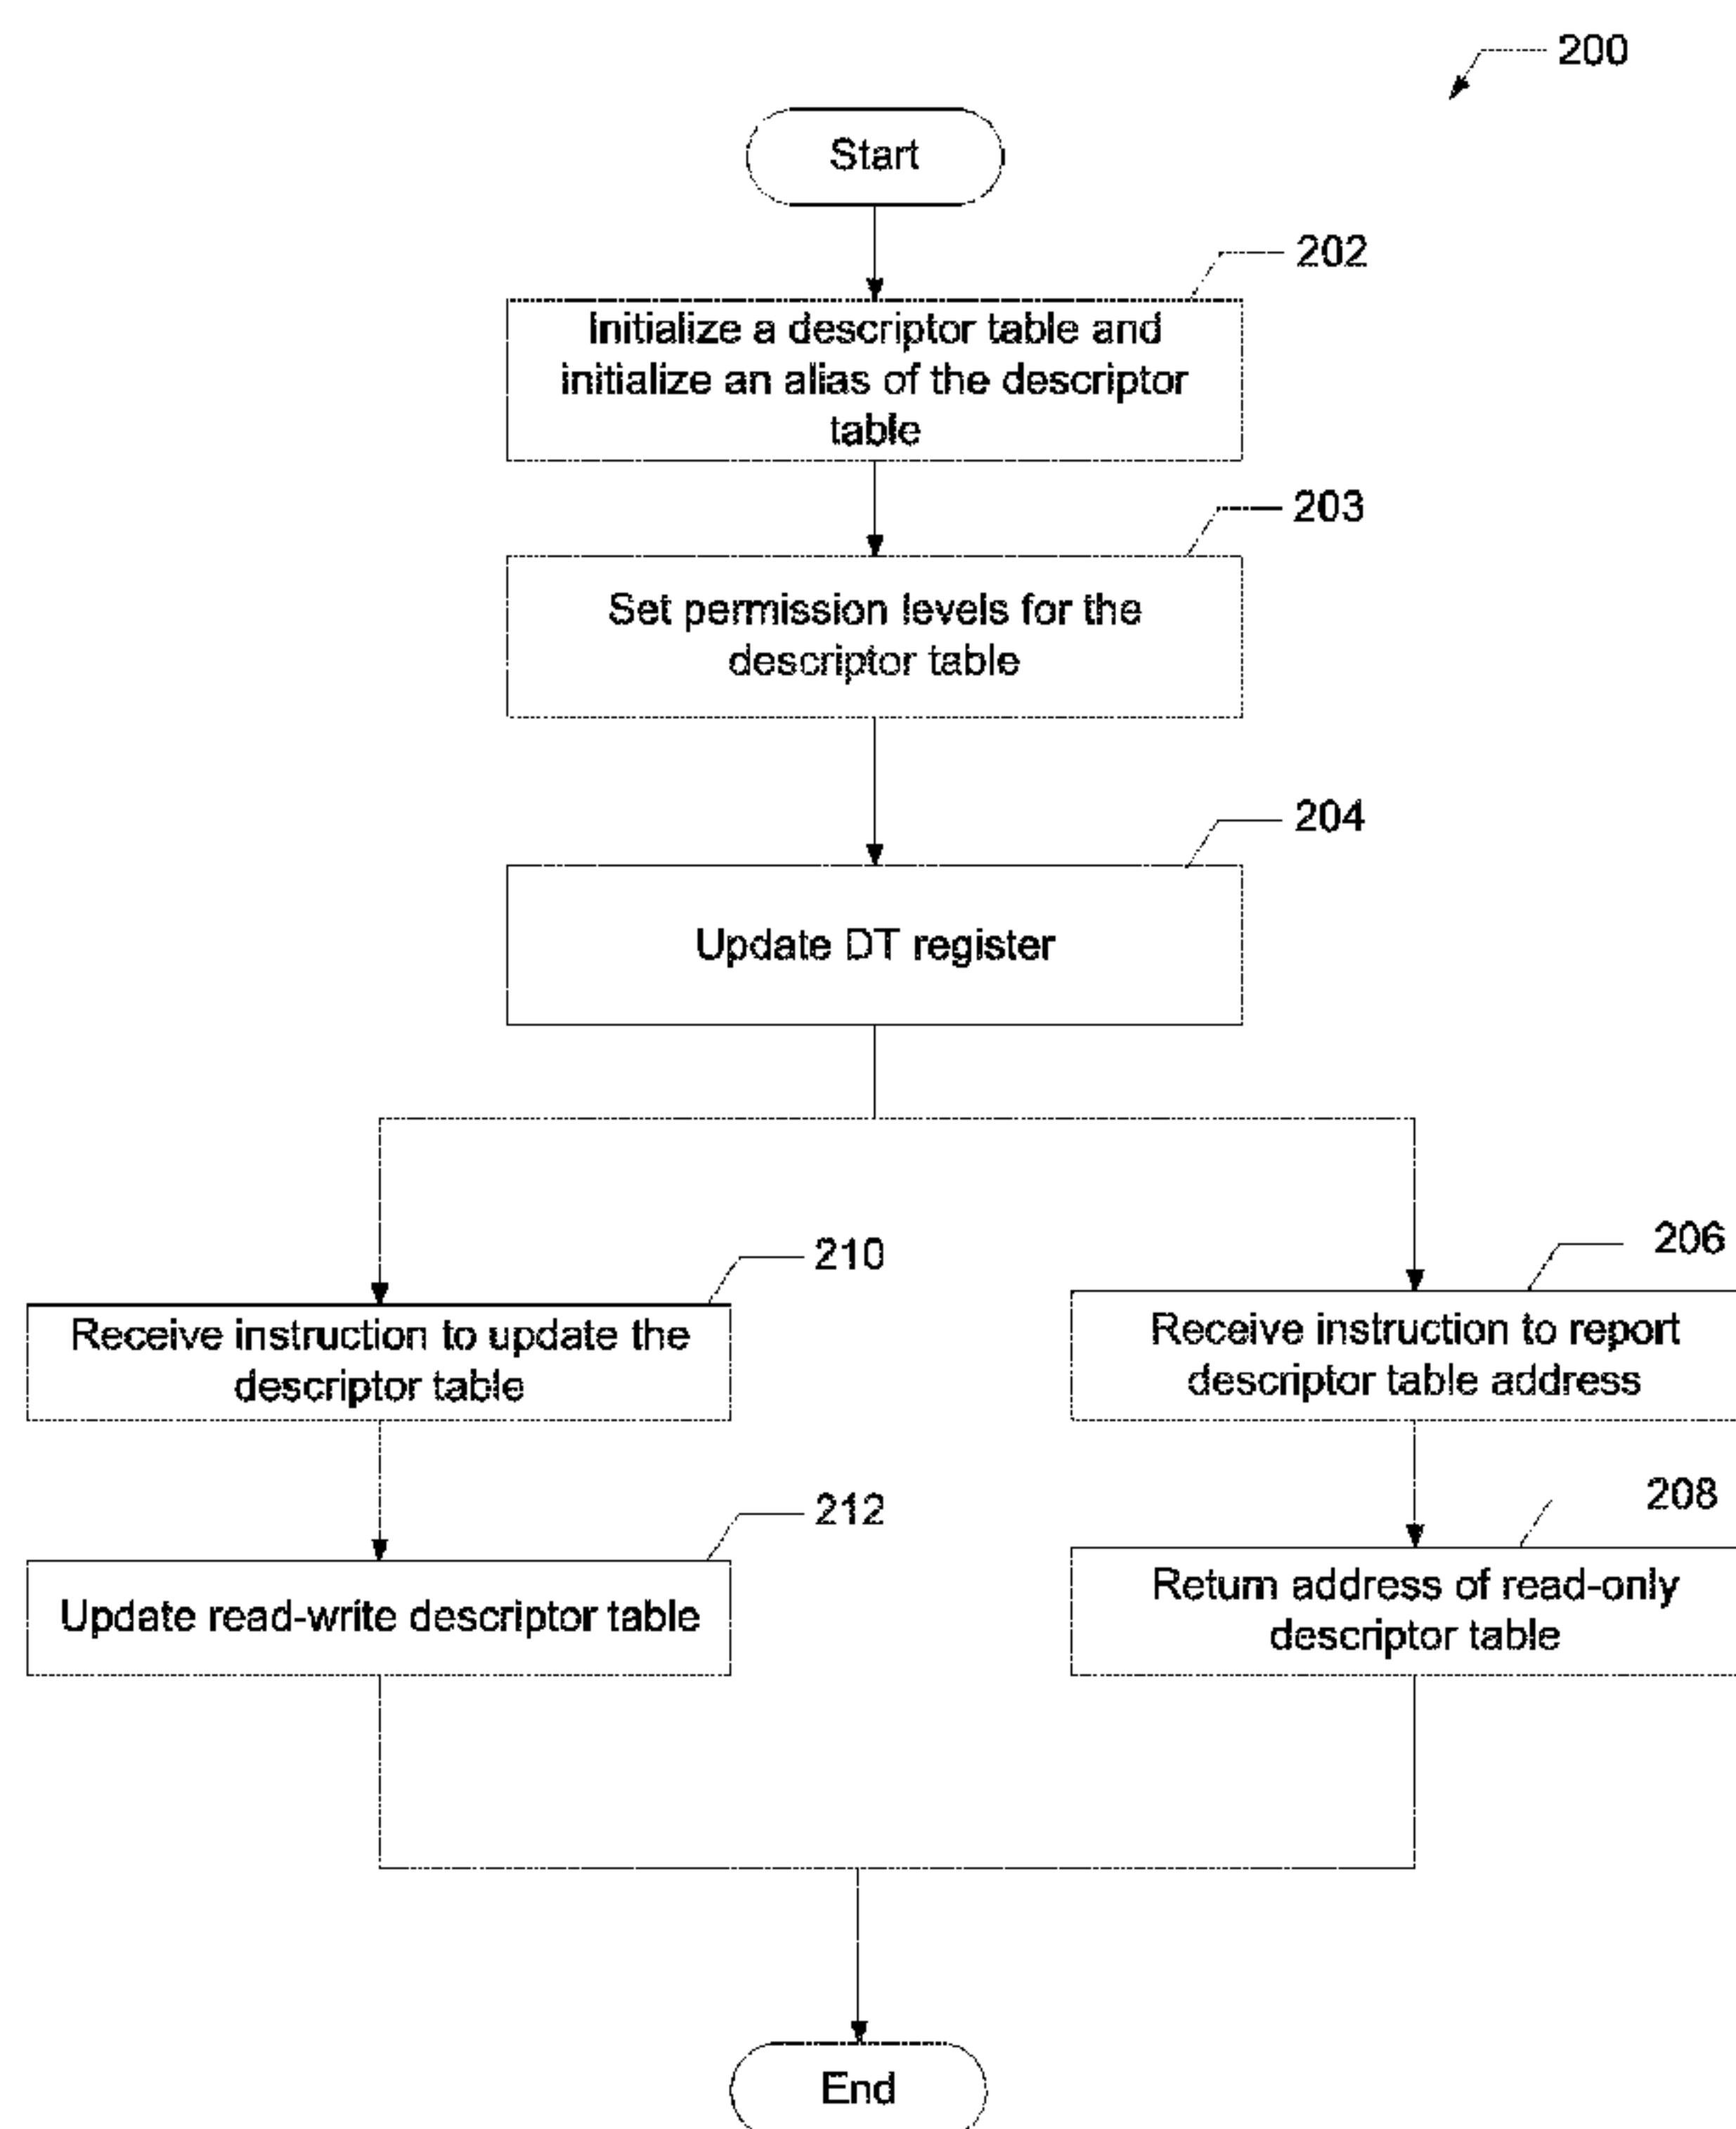 200
Start
202
Initialize a descriptor table and
initialize an alias of the descriptor
table
203
Set permission levels for the
descriptor table
204
Update DT register
210
Receive instruction to update the
descriptor table
206
Receive instruction to report
descriptor table address
212
Update read-write descriptor table
208
Return address of read-only
descriptor table
End